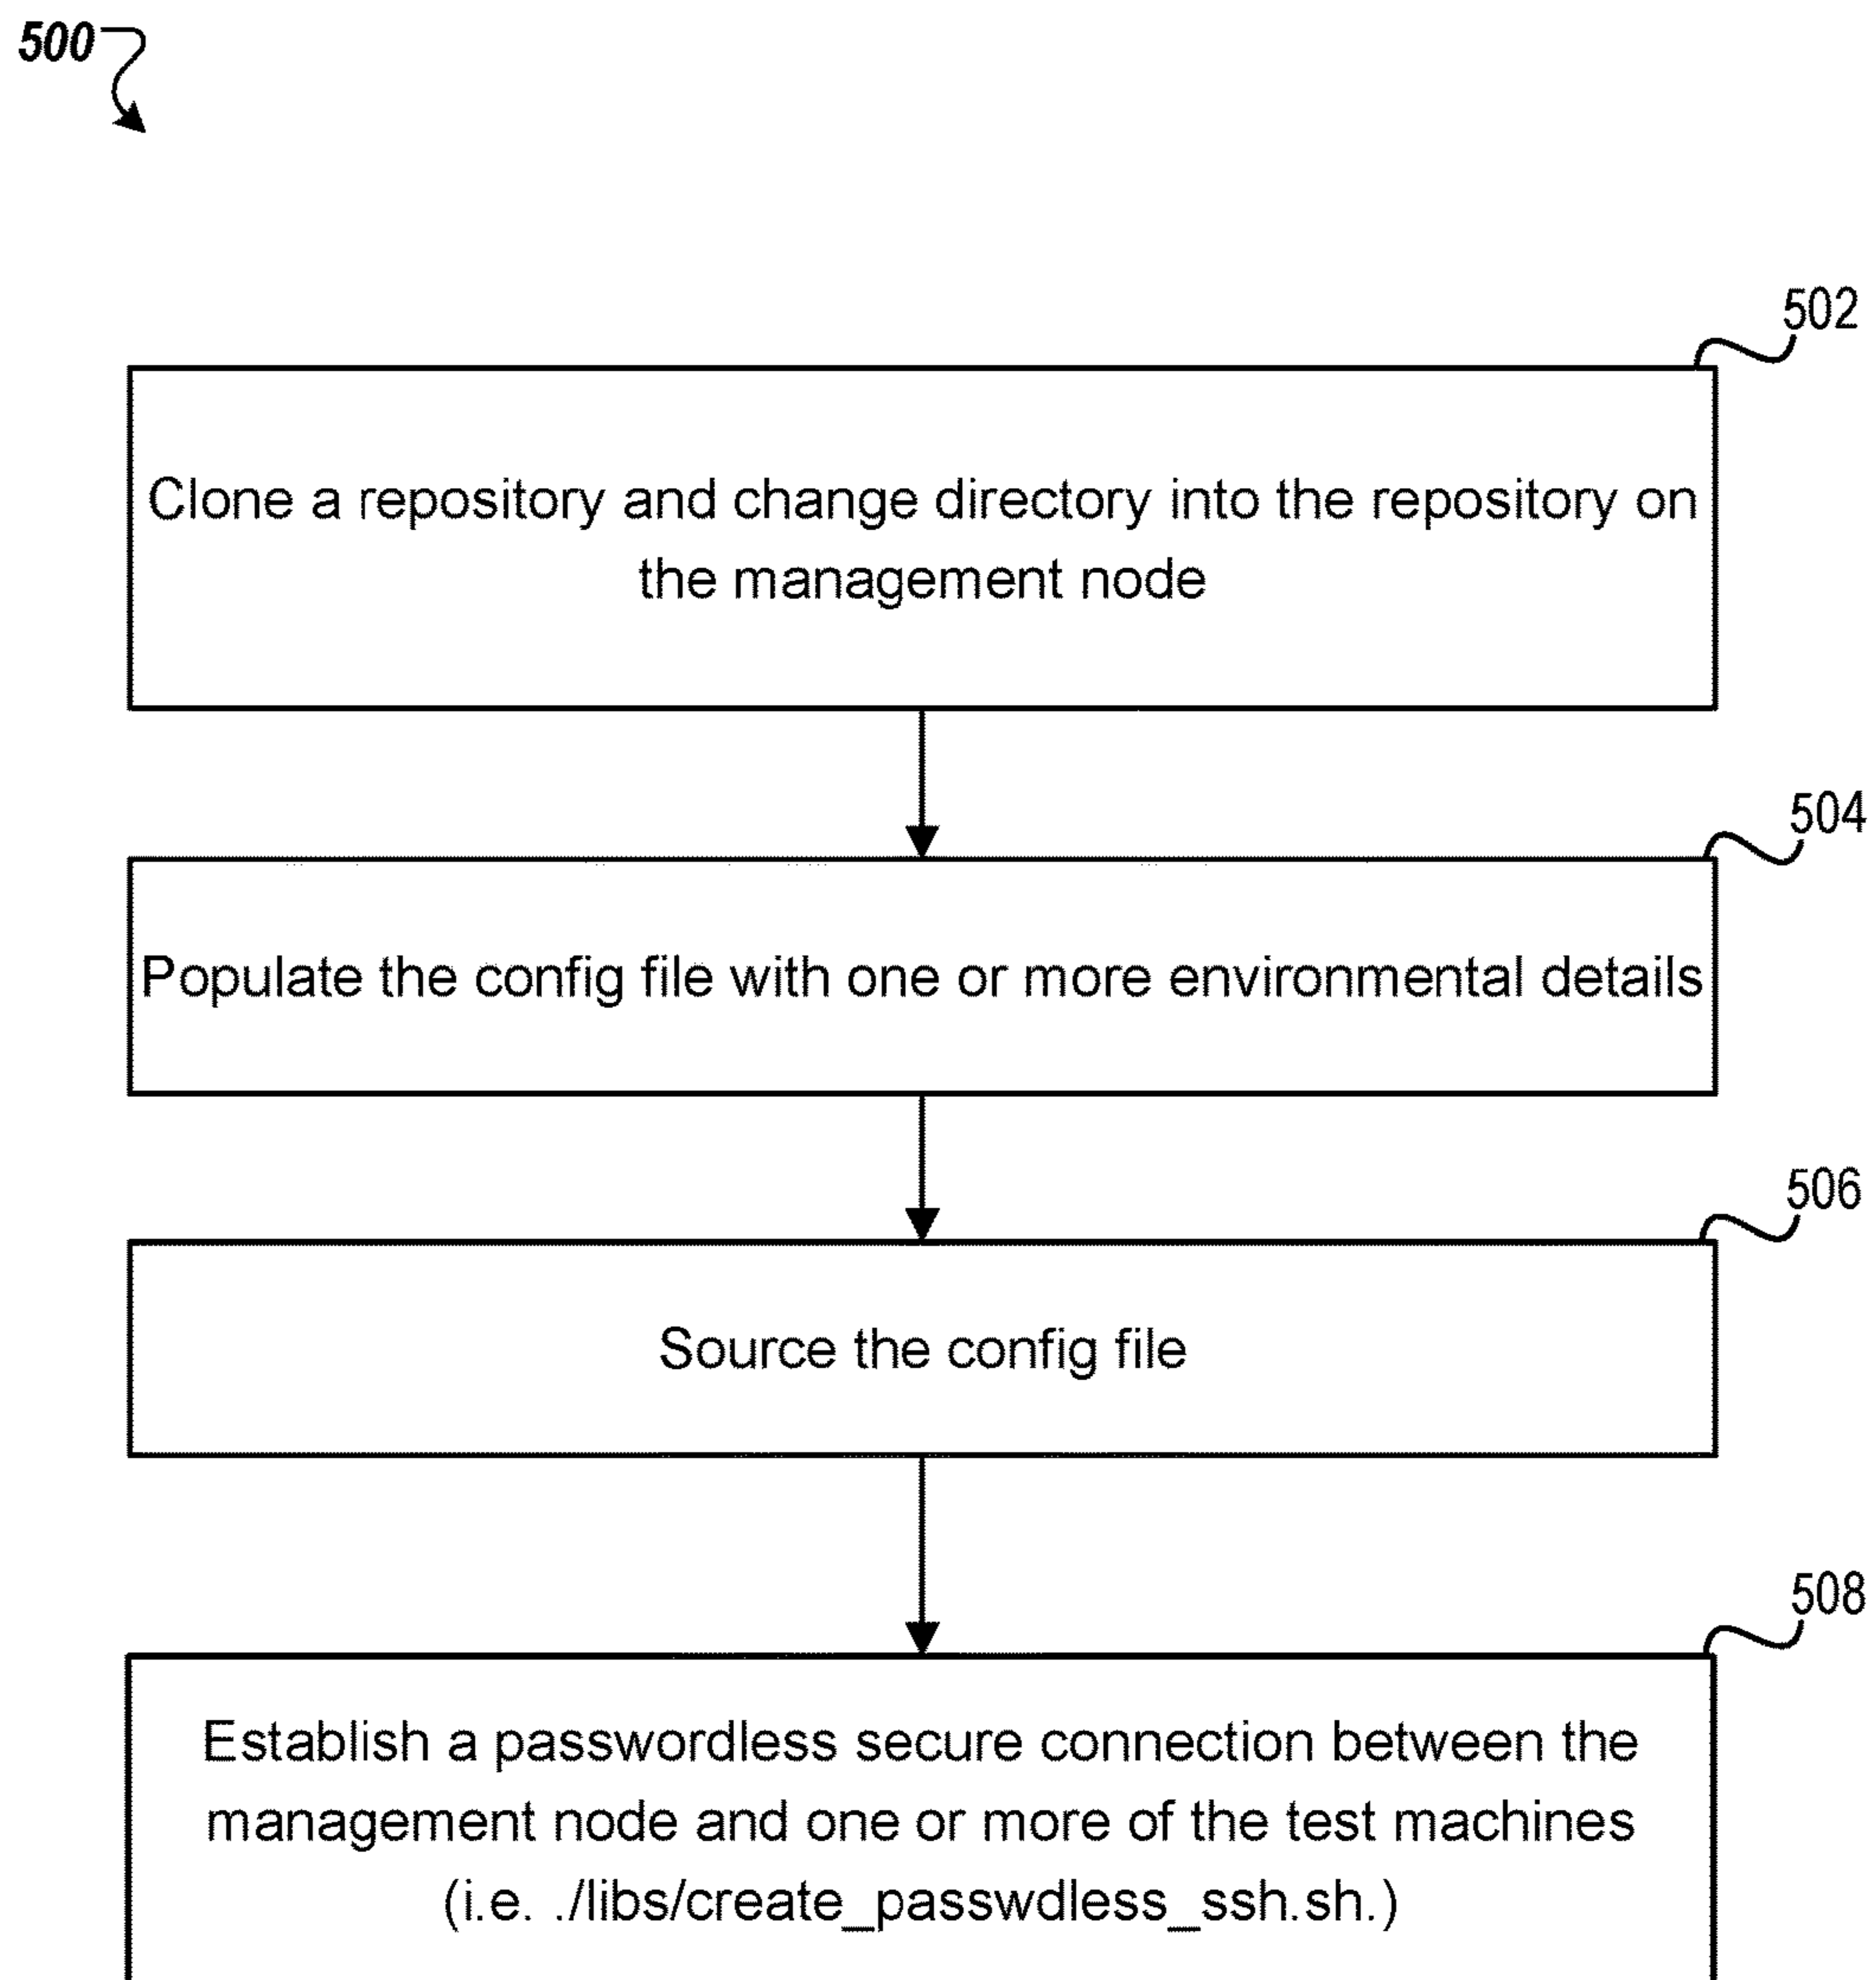 500
502
Clone a repository and change directory into the repository on
the management node
504
Populate the config file with one or more environmental details
506
Source the config file
508
Establish a passwordless secure connection between the
management node and one or more of the test machines
(i.e. ./libs/create_passwdless_ssh.sh.)